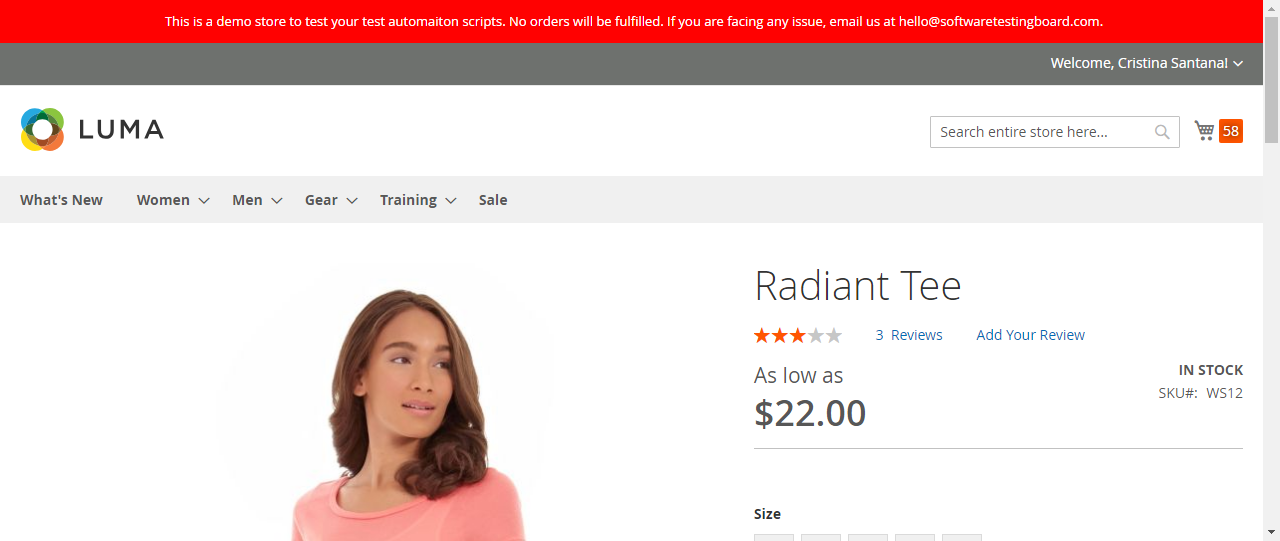 This is a demo store to test your test automaiton scripts. No orders will be fulfilled. If you are facing any issue, email us at hello@softwaretestingboard.com.
Welcome, Cristina Santana!
LUMA
Search entire store here...
58
What's New Women Men Gear Training Sale
Radiant Tee
3 Reviews Add Your Review
As low as
$22.00
IN STOCK
SKU#: WS12
Size